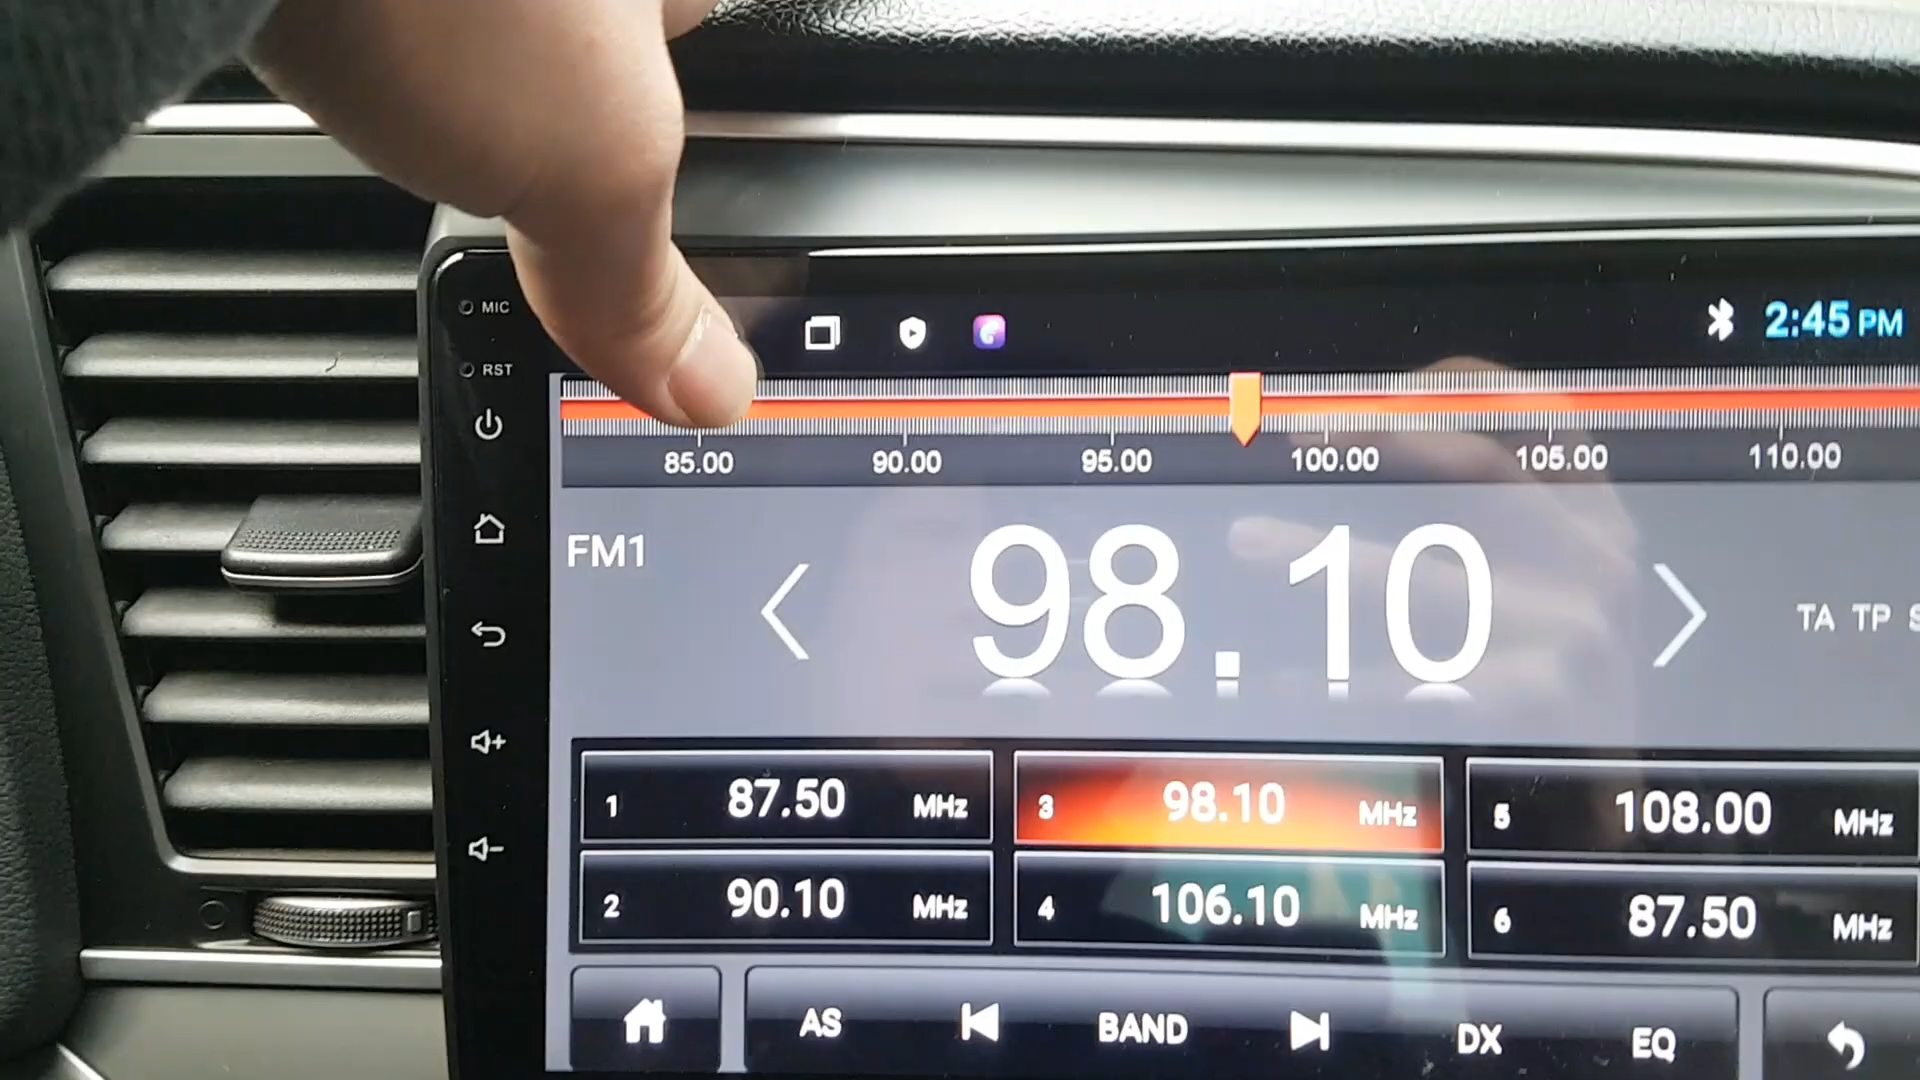 MIC
2:45 PM
RST
85.00 90.00 95.00 100.00 105.00 110.00
FM1
98.10
TA TP
1 87.50 MHz
3 98.10 MHz
5 108.00 MHz
2 90.10 MHz
4 106.10 MHz
6 87.50 MHz
AS BAND DX EQ